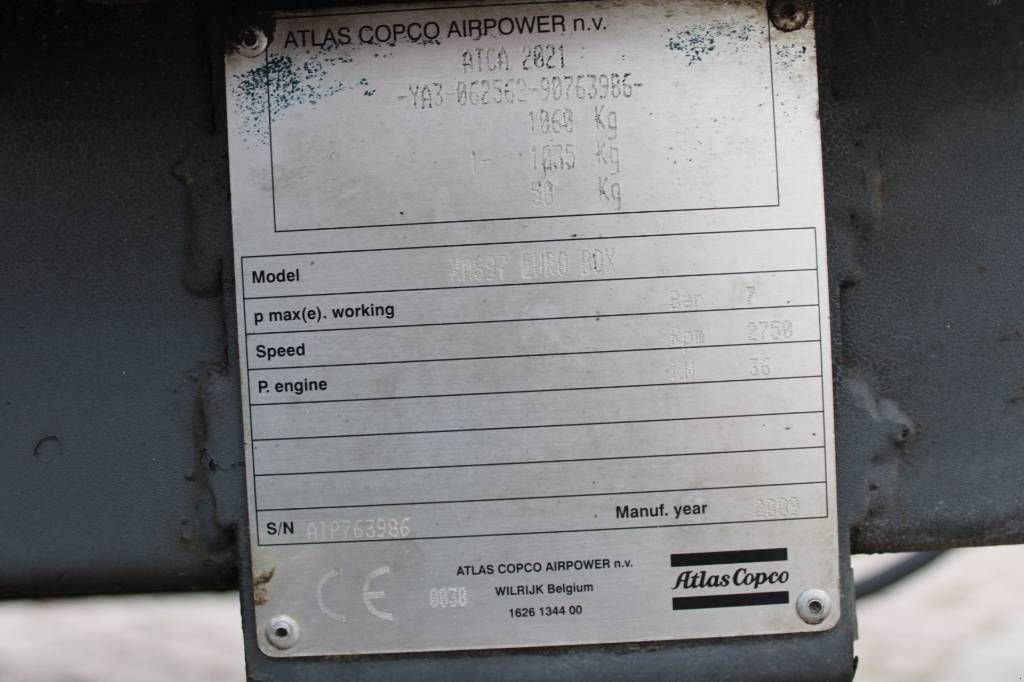 ATLAS COPCO AIRPOWER n.v.
ATCA 2021
-YA3-062562-90763986-
1060 Kg
1- 1035 Kg
50 Kg
Model XAS97 EURO BOX
p max(e). working Bar 7
Speed Rpm 2750
P. engine kW 36
S/N AIP763986 Manuf. year
CE 0038
ATLAS COPCO AIRPOWER n.v.
WILRIJK Belgium
1626 1344 00
Atlas Copco